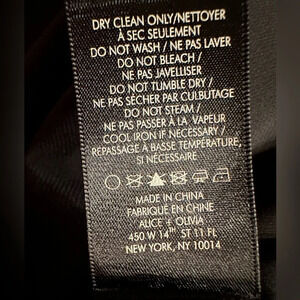 DRY CLEAN ONLY/NETTOYER
À SEC SEULEMENT
DO NOT WASH / NE PAS LAVER
DO NOT BLEACH /
NE PAS JAVELLISER
DO NOT TUMBLE DRY /
NE PAS SÉCHER PAR CULBUTAGE
DO NOT STEAM /
NE PAS PASSER À LA VAPEUR
COOL IRON IF NECESSARY /
REPASSAGE À BASSE TEMPÉRATURE,
SI NÉCESSAIRE
MADE IN CHINA
FABRIQUÉ EN CHINE
ALICE + OLIVIA
450 W 14TH ST 11 FL
NEW YORK, NY 10014